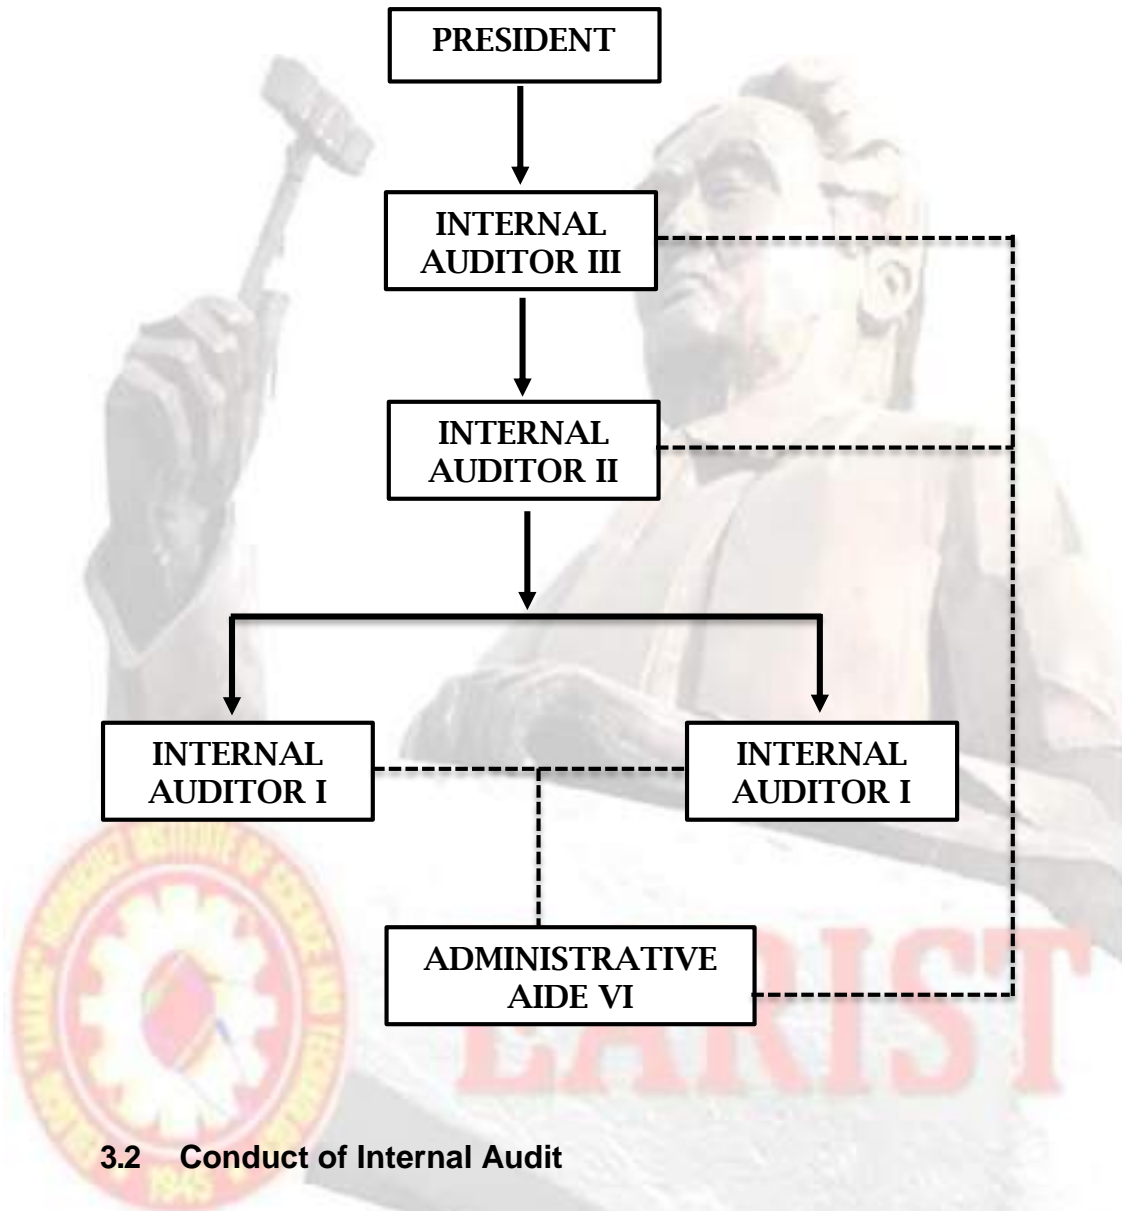 PRESIDENT
INTERNAL
AUDITOR III
INTERNAL
AUDITOR II
INTERNAL
AUDITOR I
INTERNAL
AUDITOR I
ADMINISTRATIVE
AIDE VI
EARIST
3.2 Conduct of Internal Audit
1945